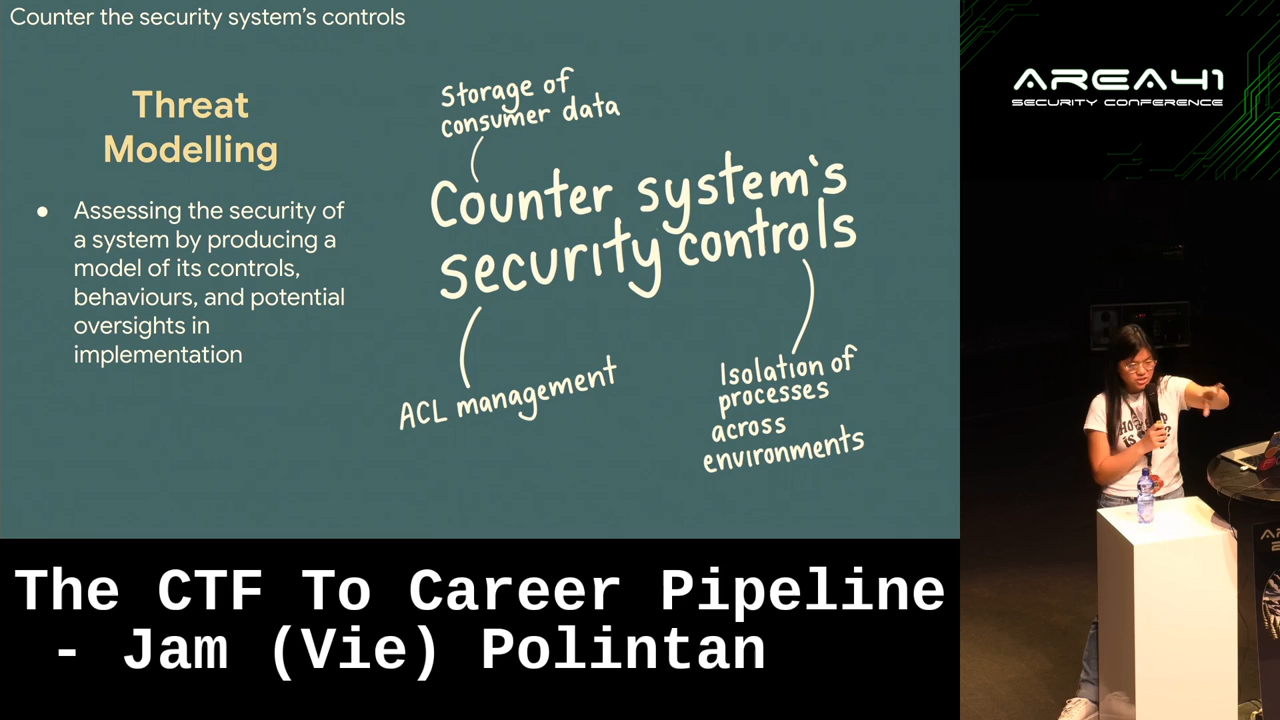 Counter the security system's controls
Threat
Modelling
• Assessing the security of
a system by producing a
model of its controls,
behaviours, and potential
oversights in
implementation
Storage of
consumer data
Counter system's
security controls
ACL management
Isolation of
processes
across
environments
AREA41
SECURITY CONFERENCE
The CTF To Career Pipeline
- Jam (Vie) Polintan